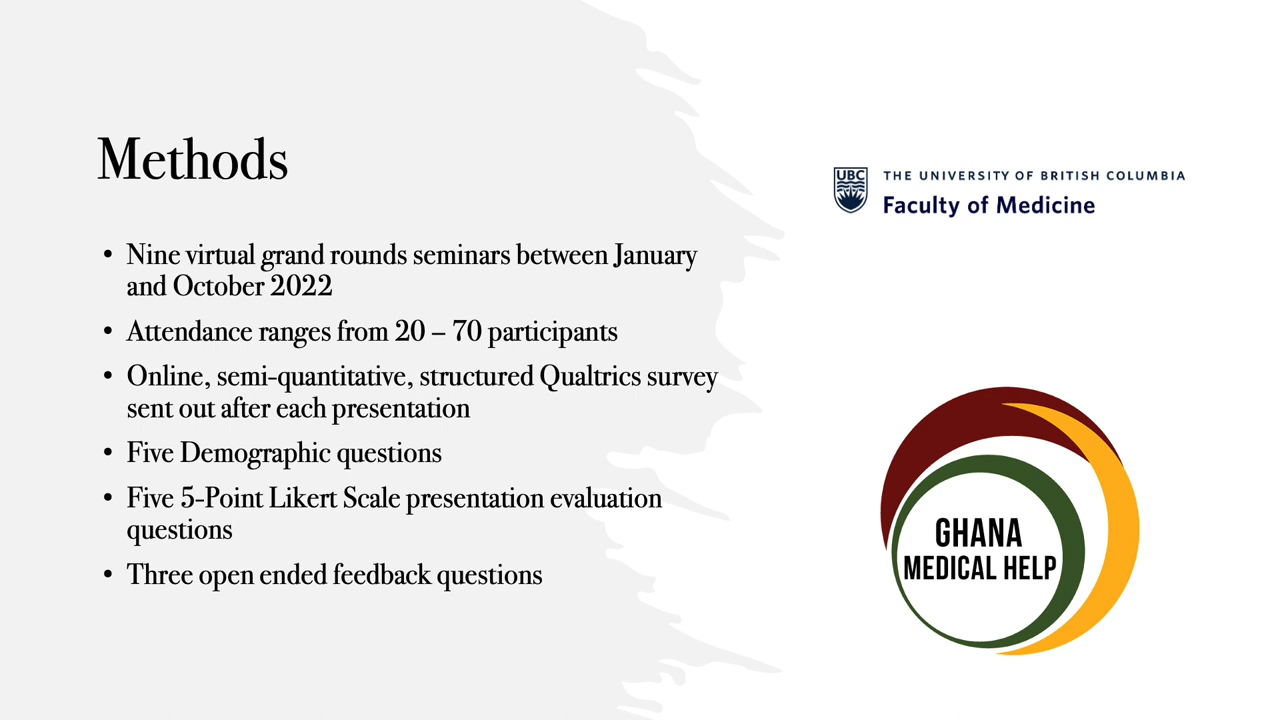 Methods
• Nine virtual grand rounds seminars between January
and October 2022
• Attendance ranges from 20 – 70 participants
• Online, semi-quantitative, structured Qualtrics survey
sent out after each presentation
• Five Demographic questions
• Five 5-Point Likert Scale presentation evaluation
questions
• Three open ended feedback questions
UBC
THE UNIVERSITY OF BRITISH COLUMBIA
Faculty of Medicine
GHANA
MEDICAL HELP